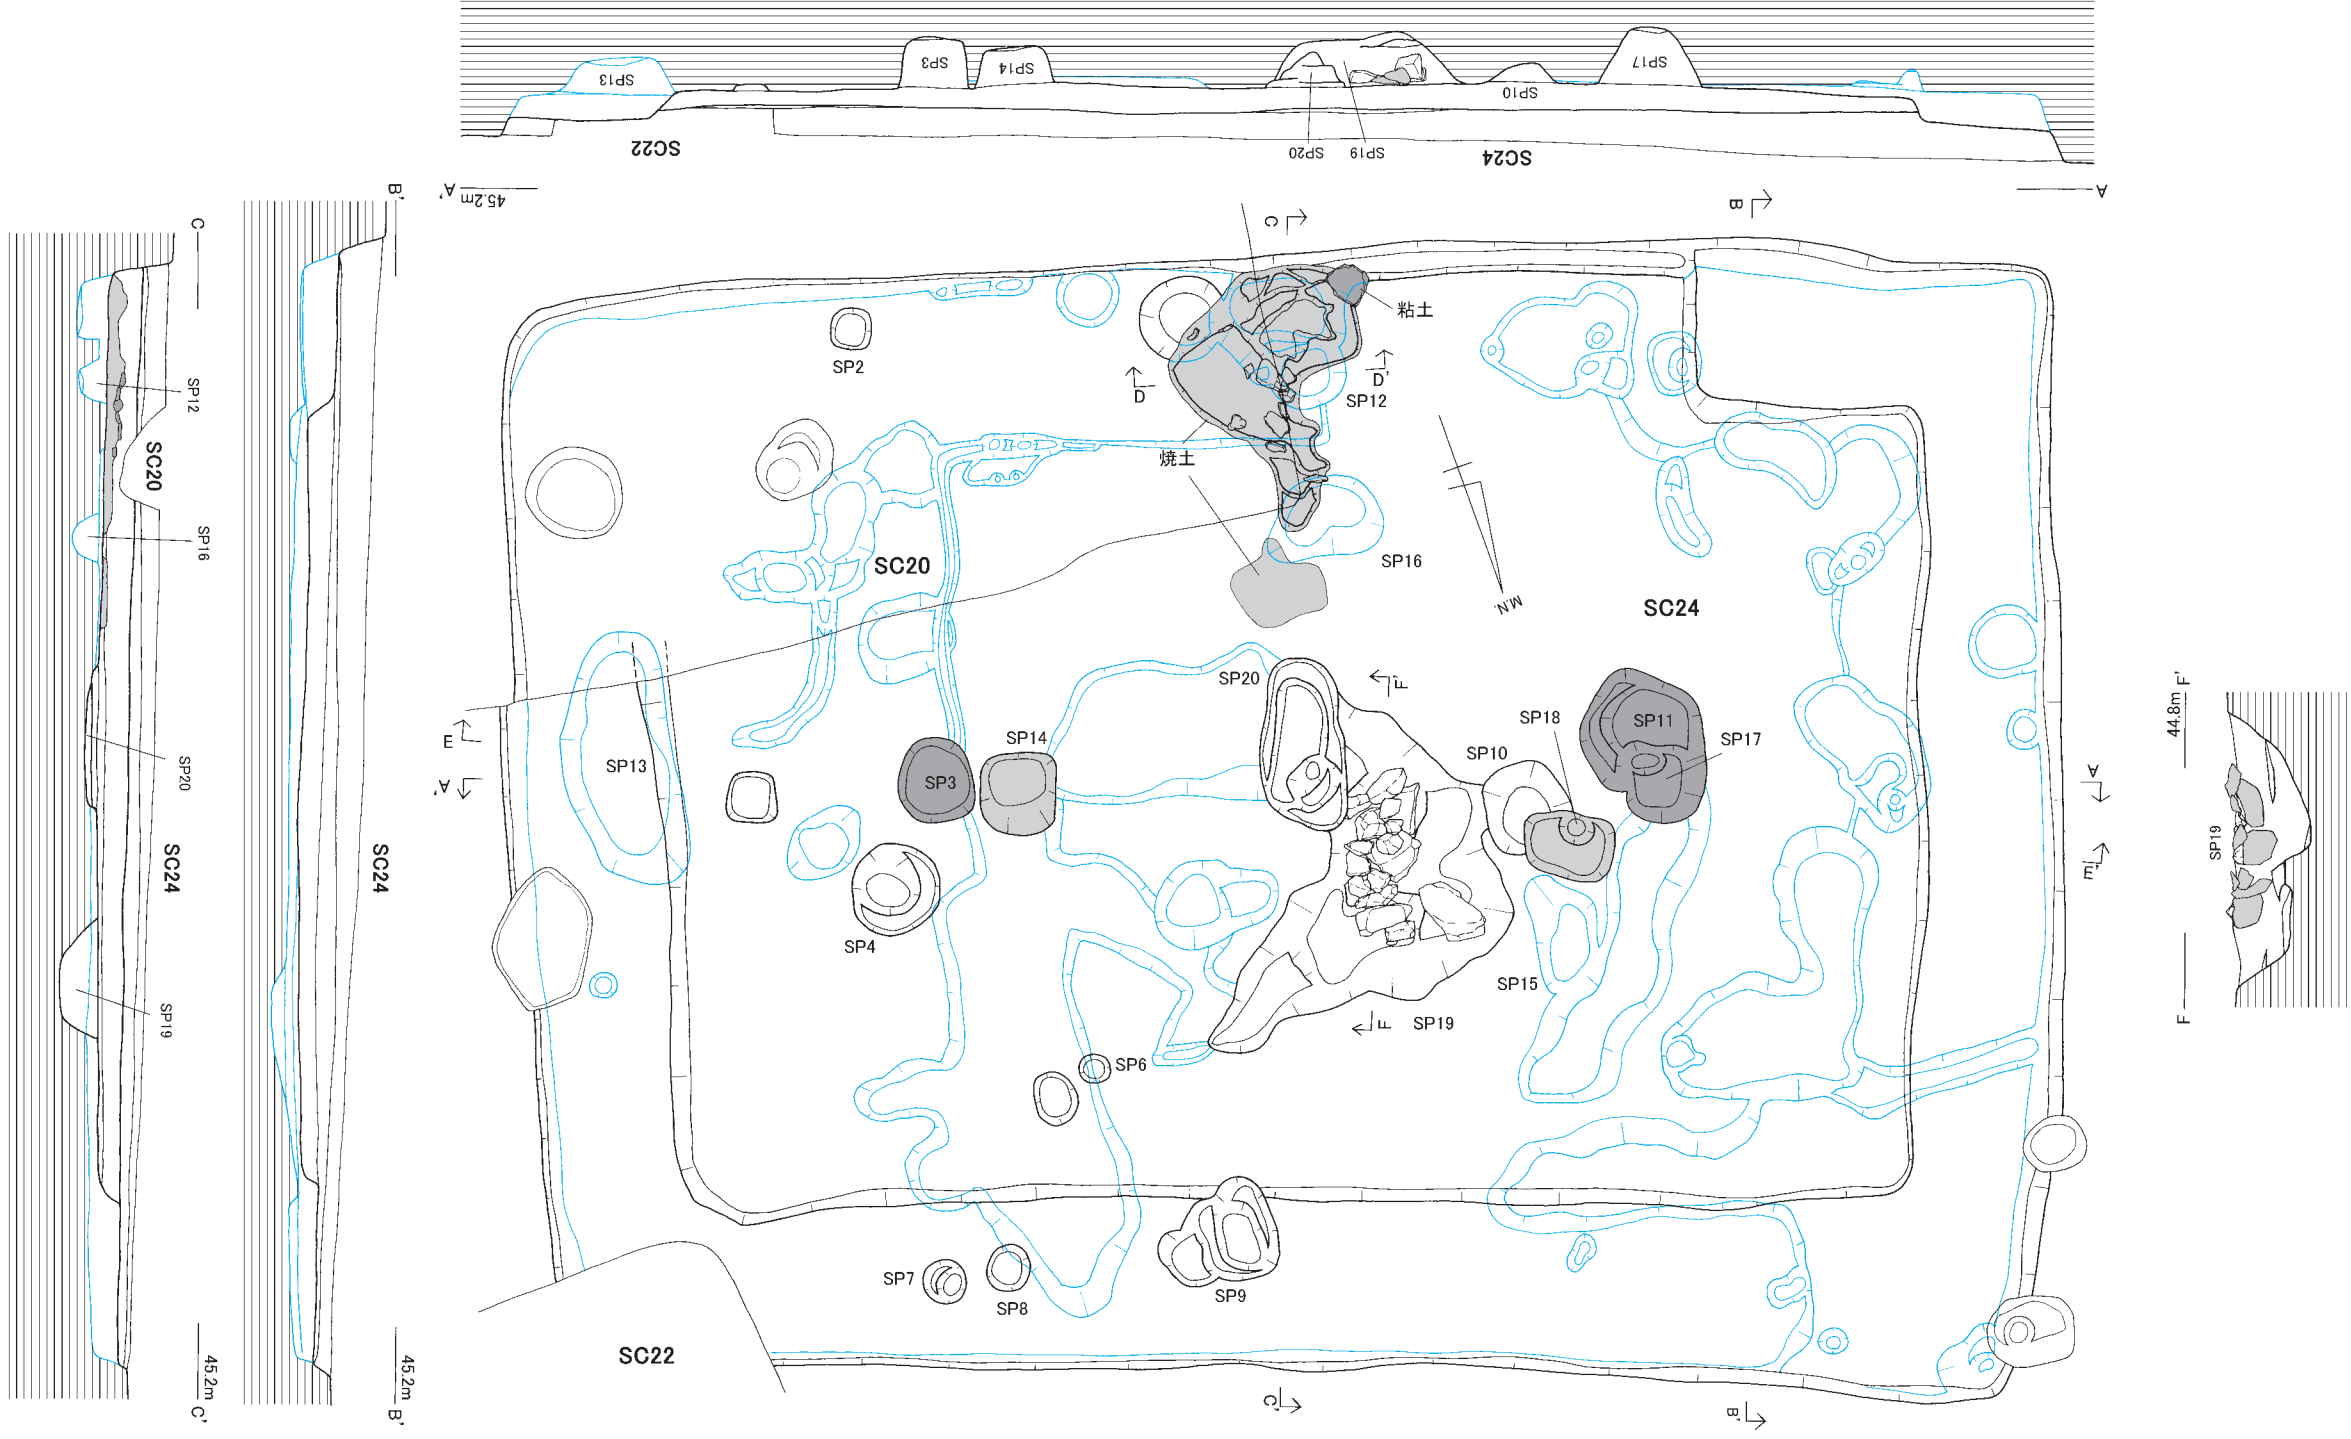 SP13
SP3
SP14
SP17
SP10
SC22
SP20
SP19
SC24
A'
45.2m
A
B'
C
B
C
SP12
SC20
SP16
SP20
SC24
SP19
45.2m
C'
SC24
45.2m
B'
粘土
SP2
D
D'
SP12
焼土
SC20
SP16
M.N.
SC24
SP20
F'
SP18
SP11
SP10
SP17
SP14
E
SP13
A'
SP3
A
E'
SP4
SP15
F
SP19
SP6
SP7
SP8
SP9
SC22
C'
B'
F'
44.8m
SP19
F